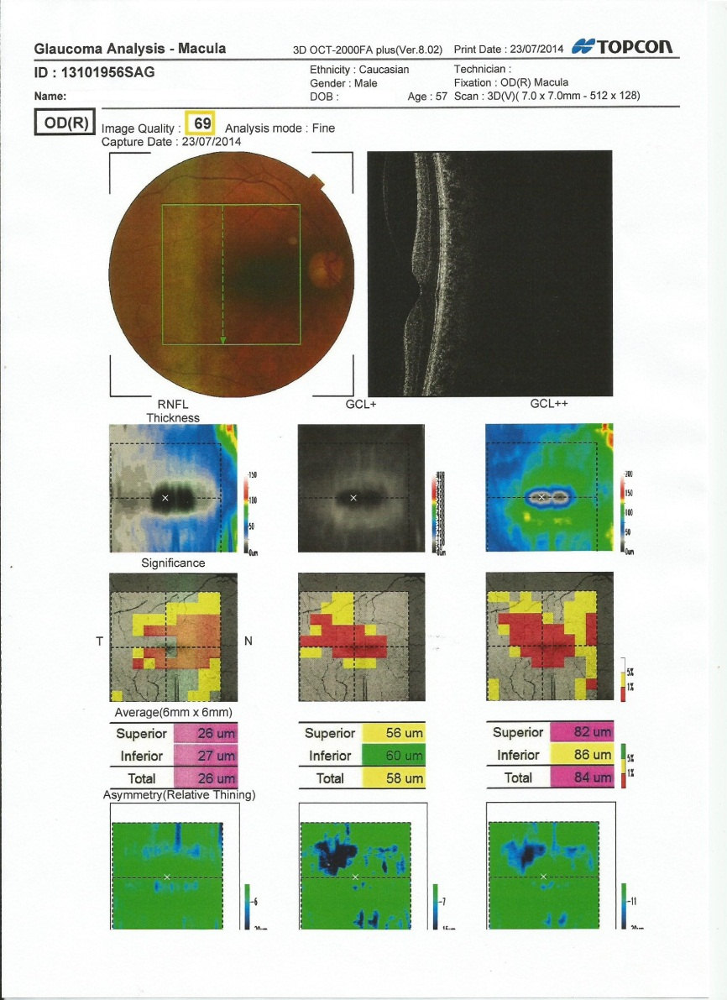 Glaucoma Analysis - Macula 3D OCT-2000FA plus(Ver.8.02) Print Date : 23/07/2014 TOPCON
ID : 13101956SAG Ethnicity : Caucasian Technician :
Gender : Male Fixation : OD(R) Macula
Name: DOB : Age : 57 Scan : 3D(V)( 7.0 x 7.0mm - 512 x 128)
OD(R) Image Quality : 69 Analysis mode : Fine
Capture Date : 23/07/2014
RNFL GCL+ GCL++
Thickness
150 200
100 150
50 100
0um 50
0um 0um
Significance
T N
5%
1%
Average(6mm x 6mm)
Superior 26 um Superior 56 um Superior 82 um
Inferior 27 um Inferior 60 um Inferior 86 um
Total 26 um Total 58 um Total 84 um
5%
1%
Asymmetry(Relative Thining)
-6 -7 -11